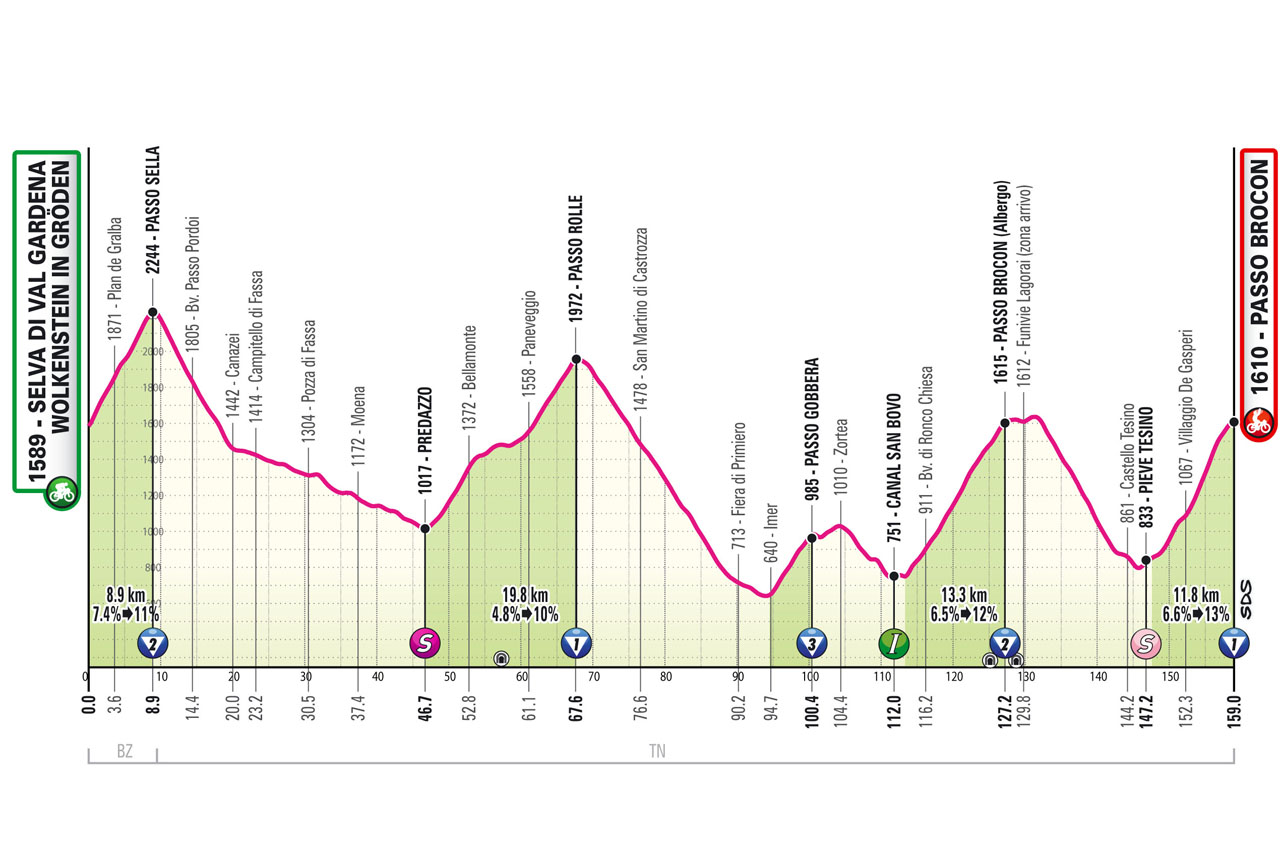 1589 - SELVA DI VAL GARDENA
WOLKENSTEIN IN GRÖDEN
1871 - Plan de Gralba
2244 - PASSO SELLA
1805 - Bv. Passo Pordoi
1442 - Canazei
1414 - Campitello di Fassa
1304 - Pozza di Fassa
1172 - Moena
1017 - PREDAZZO
1372 - Bellamonte
1558 - Paneveggio
1972 - PASSO ROLLE
1478 - San Martino di Castrozza
713 - Fiera di Primiero
640 - Imer
985 - PASSO GOBBERA
1010 - Zortea
751 - CANAL SAN BOVO
911 - Bv. di Ronco Chiesa
1615 - PASSO BROCON (Albergo)
1612 - Funivie Lagorai (zona arrivo)
861 - Castello Tesino
833 - PIEVE TESINO
1067 - Villaggio De Gasperi
1610 - PASSO BROCON
2000
1800
1600
1400
1200
1000
800
8.9 km
7.4% 11%
19.8 km
4.8% 10%
13.3 km
6.5% 12%
11.8 km
6.6% 13%
SDS
2
S
1
3
I
2
S
1
0 10 20 30 40 50 60 70 80 90 100 110 120 130 140 150
0.0 3.6 8.9 14.4 20.0 23.2 30.5 37.4 46.7 52.8 61.1 67.6 76.6 90.2 94.7 100.4 104.4 112.0 116.2 127.2 129.8 144.2 147.2 152.3 159.0
BZ TN